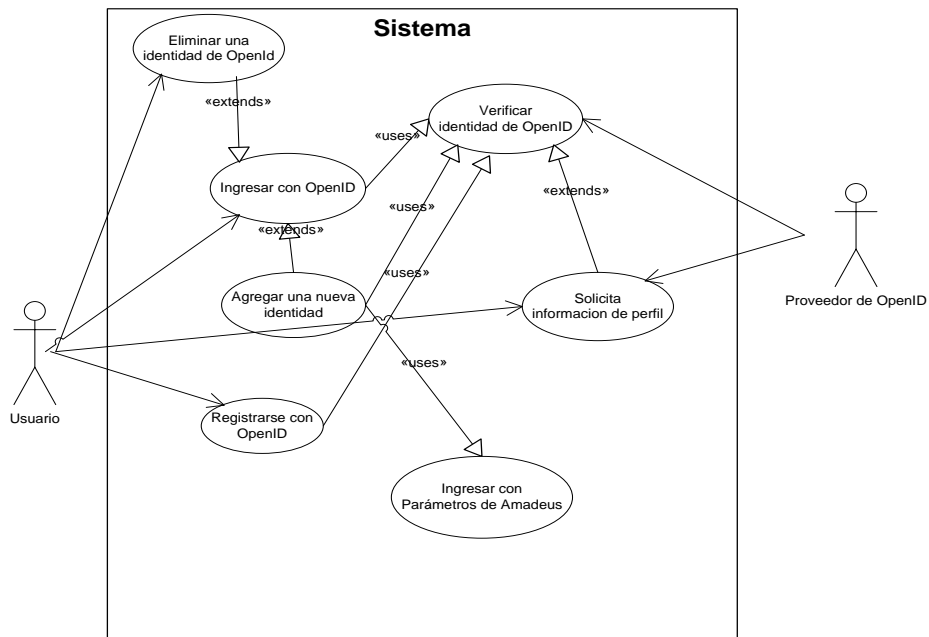 Sistema
Eliminar una
identidad de OpenId
«extends»
Verificar
identidad de OpenID
«uses»
Ingresar con OpenID
«extends»
«uses»
«extends»
«uses»
Agregar una nueva
identidad
Solicita
informacion de perfil
Proveedor de OpenID
«uses»
Usuario
Registrarse con
OpenID
Ingresar con
Parámetros de Amadeus